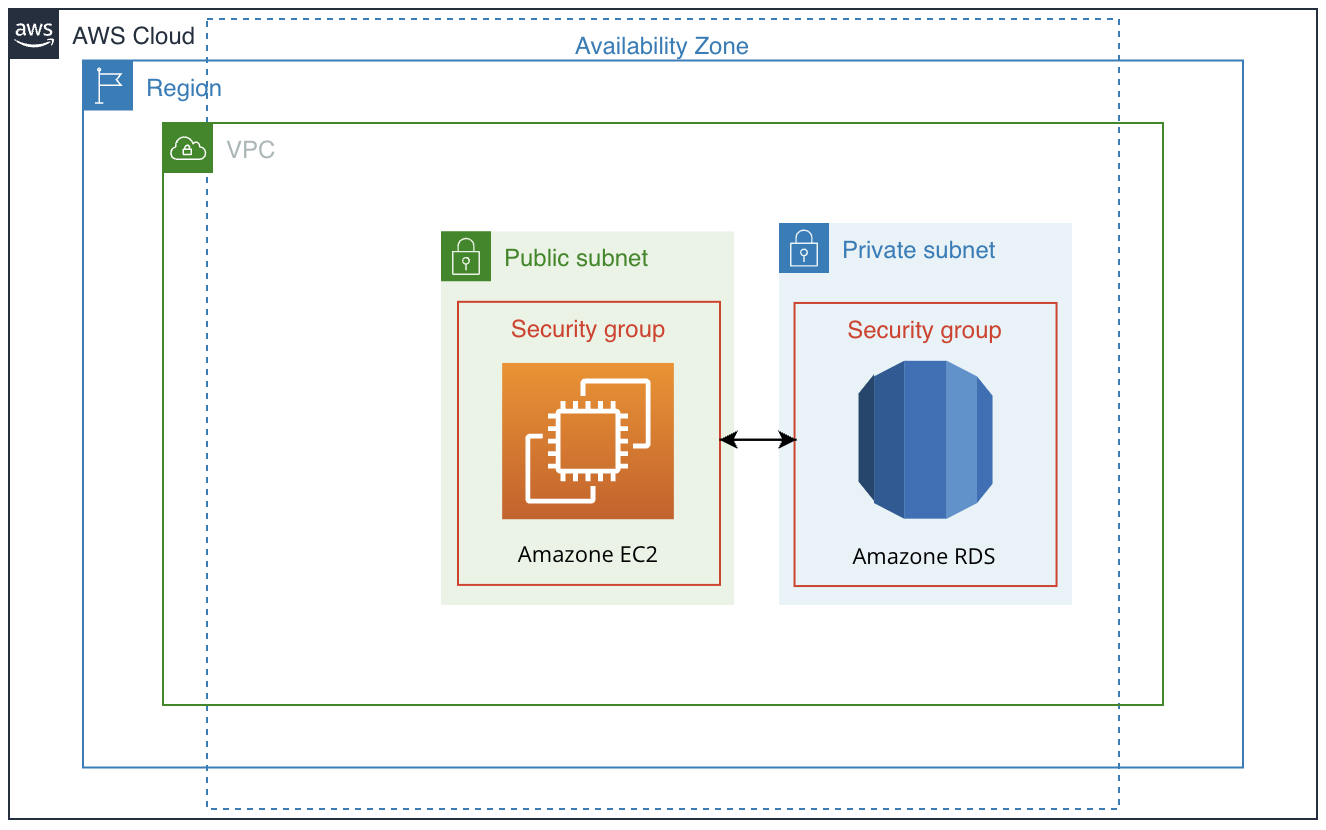 aws
AWS Cloud
Availability Zone
Region
VPC
Public subnet
Private subnet
Security group
Security group
Amazone EC2
Amazone RDS